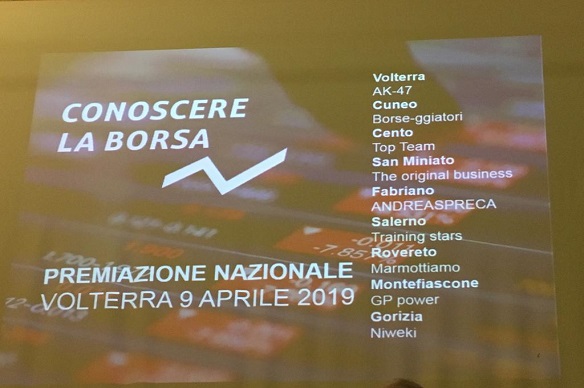 CONOSCERE
LA BORSA
PREMIAZIONE NAZIONALE
VOLTERRA 9 APRILE 2019
Volterra
AK-47
Cuneo
Borse-ggiatori
Cento
Top Team
San Miniato
The original business
Fabriano
ANDREASPRECA
Salerno
Training stars
Rovereto
Marmottiamo
Montefiascone
GP power
Gorizia
Niweki